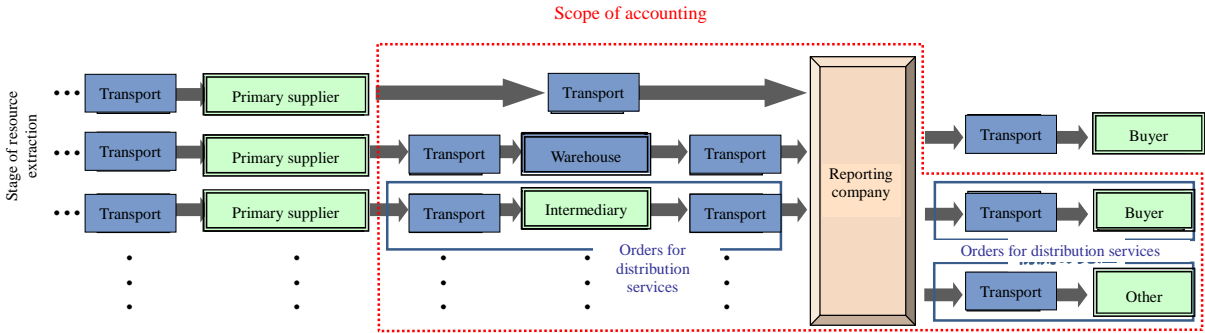 Scope of accounting
Stage of resource
extraction
Transport
Primary supplier
Transport
Transport
Primary supplier
Transport
Warehouse
Transport
Transport
Primary supplier
Transport
Intermediary
Transport
Orders for
distribution
services
Reporting
company
Transport
Buyer
Transport
Buyer
Orders for distribution services
Transport
Other